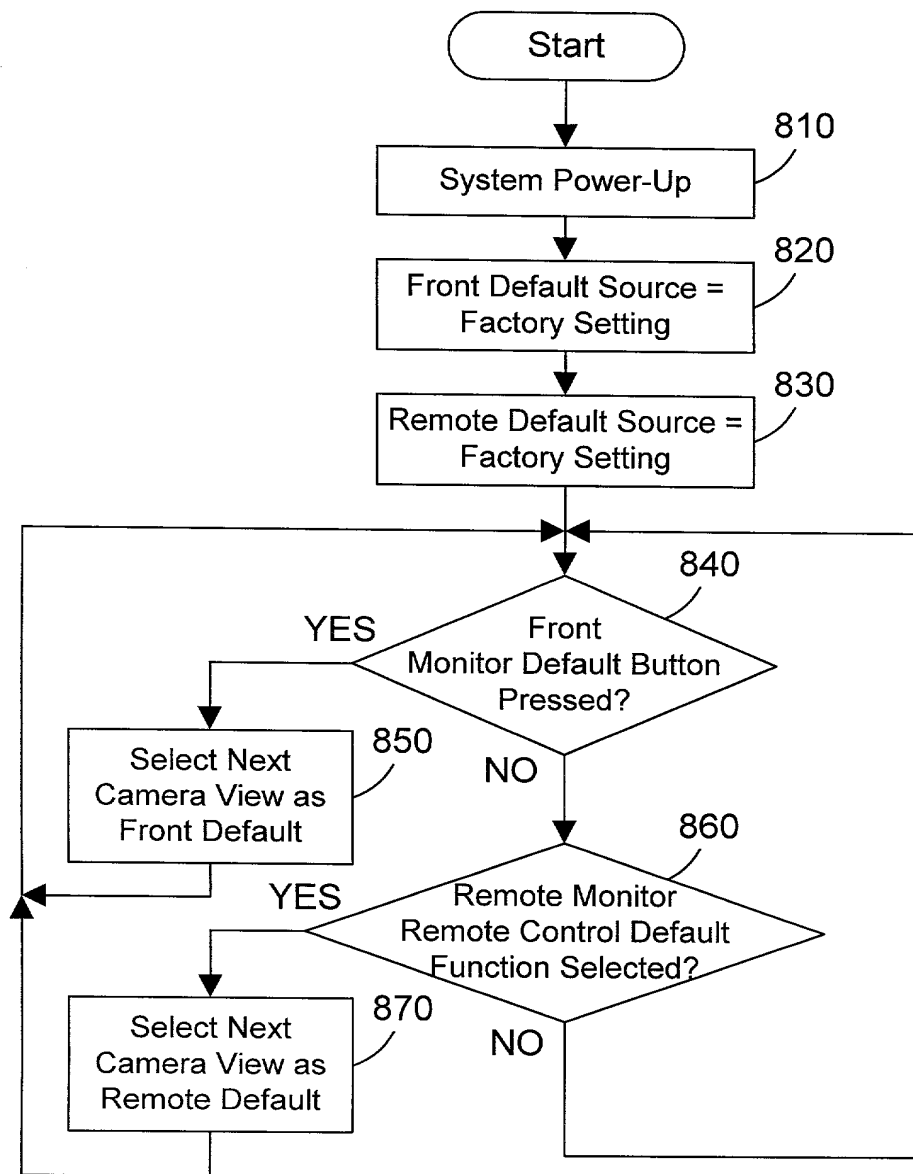 Start
810
System Power-Up
820
Front Default Source =
Factory Setting
830
Remote Default Source =
Factory Setting
840
YES
Front
Monitor Default Button
Pressed?
850
Select Next
Camera View as
Front Default
NO
860
YES
Remote Monitor
Remote Control Default
Function Selected?
870
Select Next
Camera View as
Remote Default
NO